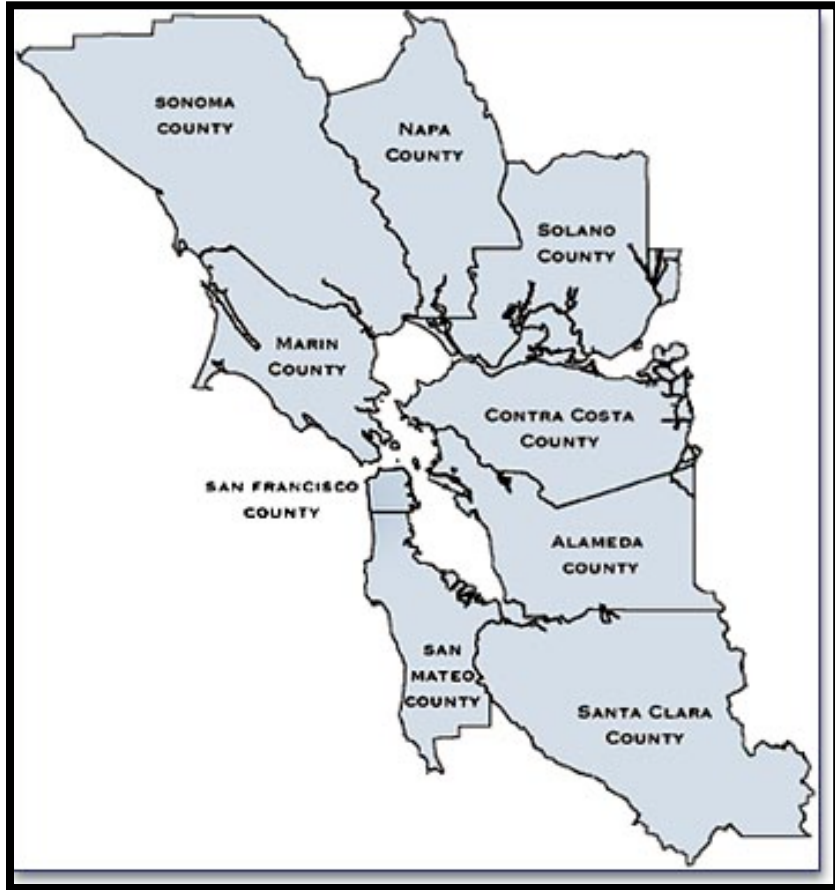 SONOMA
COUNTY
NAPA
COUNTY
SOLANO
COUNTY
MARIN
COUNTY
CONTRA COSTA
COUNTY
SAN FRANCISCO
COUNTY
ALAMEDA
COUNTY
SAN
MATEO
COUNTY
SANTA CLARA
COUNTY